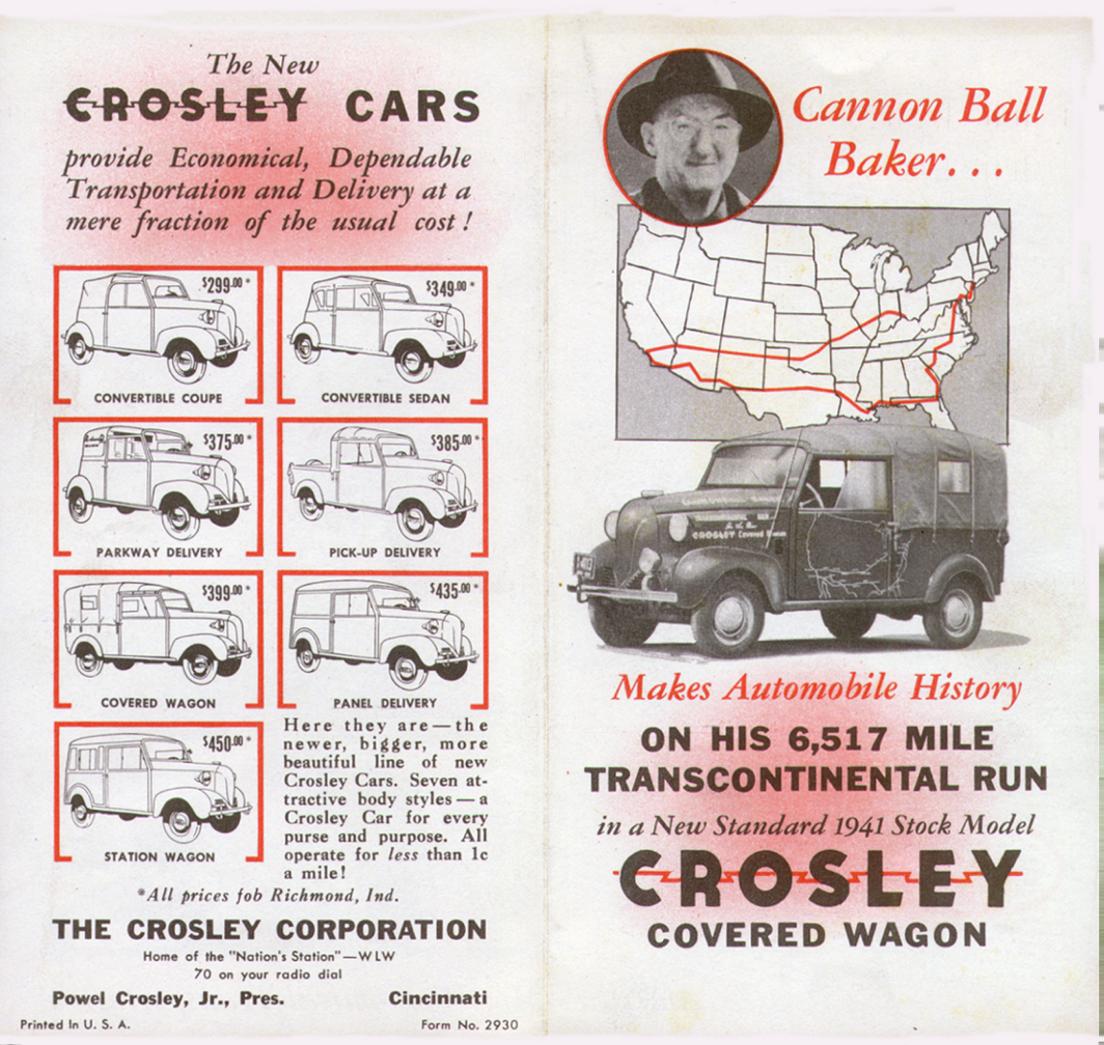 The New
CROSLEY CARS
provide Economical, Dependable
Transportation and Delivery at a
mere fraction of the usual cost!
$299.00*
CONVERTIBLE COUPE
$349.00*
CONVERTIBLE SEDAN
$375.00*
PARKWAY DELIVERY
$385.00*
PICK-UP DELIVERY
$399.00*
COVERED WAGON
$435.00*
PANEL DELIVERY
$450.00*
STATION WAGON
Here they are—the
newer, bigger, more
beautiful line of new
Crosley Cars. Seven at-
tractive body styles—a
Crosley Car for every
purse and purpose. All
operate for less than 1c
a mile!
*All prices fob Richmond, Ind.
THE CROSLEY CORPORATION
Home of the "Nation's Station"—WLW
70 on your radio dial
Powel Crosley, Jr., Pres. Cincinnati
Printed In U. S. A. Form No. 2930
Cannon Ball
Baker...
CROSLEY Covered
Makes Automobile History
ON HIS 6,517 MILE
TRANSCONTINENTAL RUN
in a New Standard 1941 Stock Model
CROSLEY
COVERED WAGON